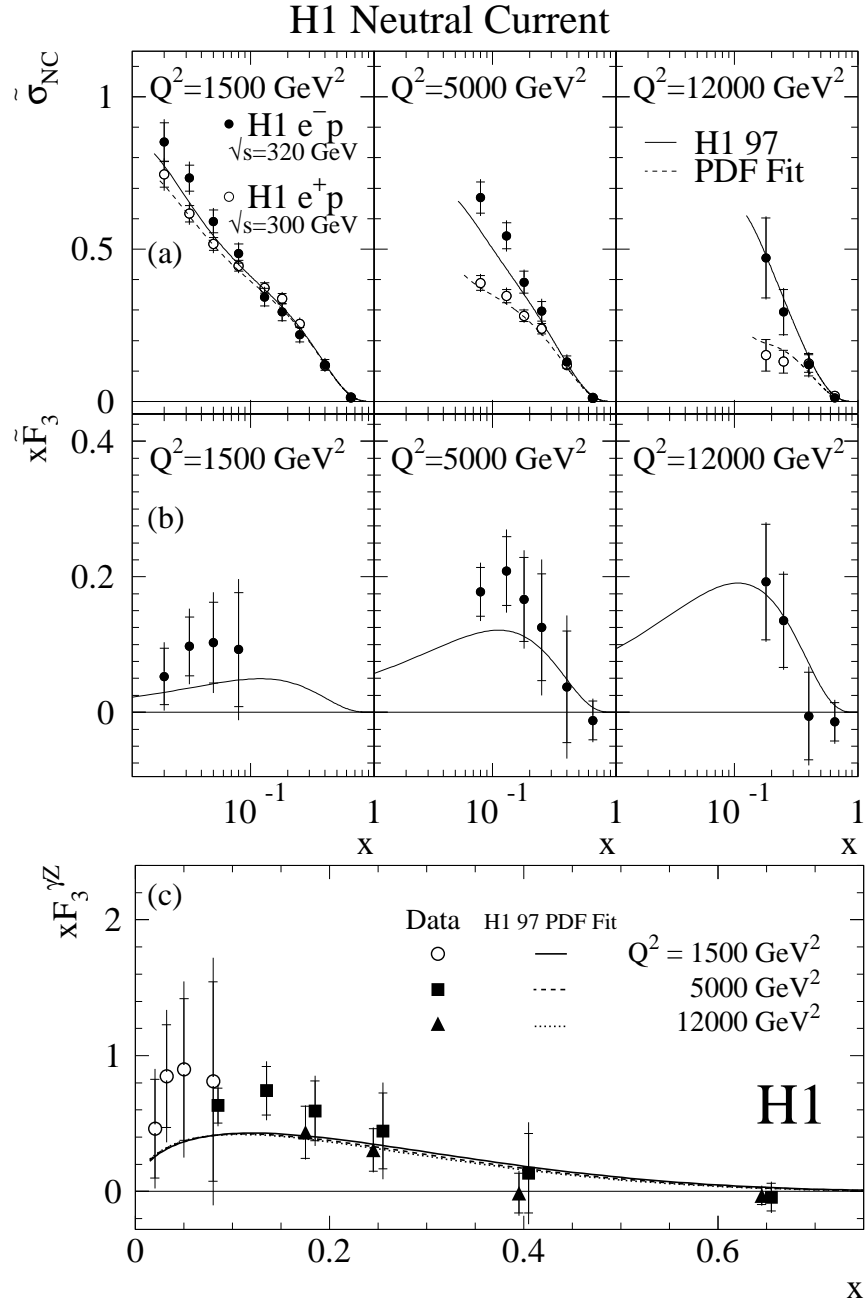 H1 Neutral Current
σ̃_NC
Q²=1500 GeV² Q²=5000 GeV² Q²=12000 GeV²
1
H1 e⁻p
√s=320 GeV
H1 e⁺p
√s=300 GeV
H1 97
PDF Fit
0.5
(a)
0
xF̃₃
0.4
Q²=1500 GeV² Q²=5000 GeV² Q²=12000 GeV²
(b)
0.2
0
10⁻¹ 1 10⁻¹ 1 10⁻¹ 1
x x x
xF₃^γZ
(c)
2
Data H1 97 PDF Fit
Q² = 1500 GeV²
5000 GeV²
12000 GeV²
1
H1
0
0 0.2 0.4 0.6
x